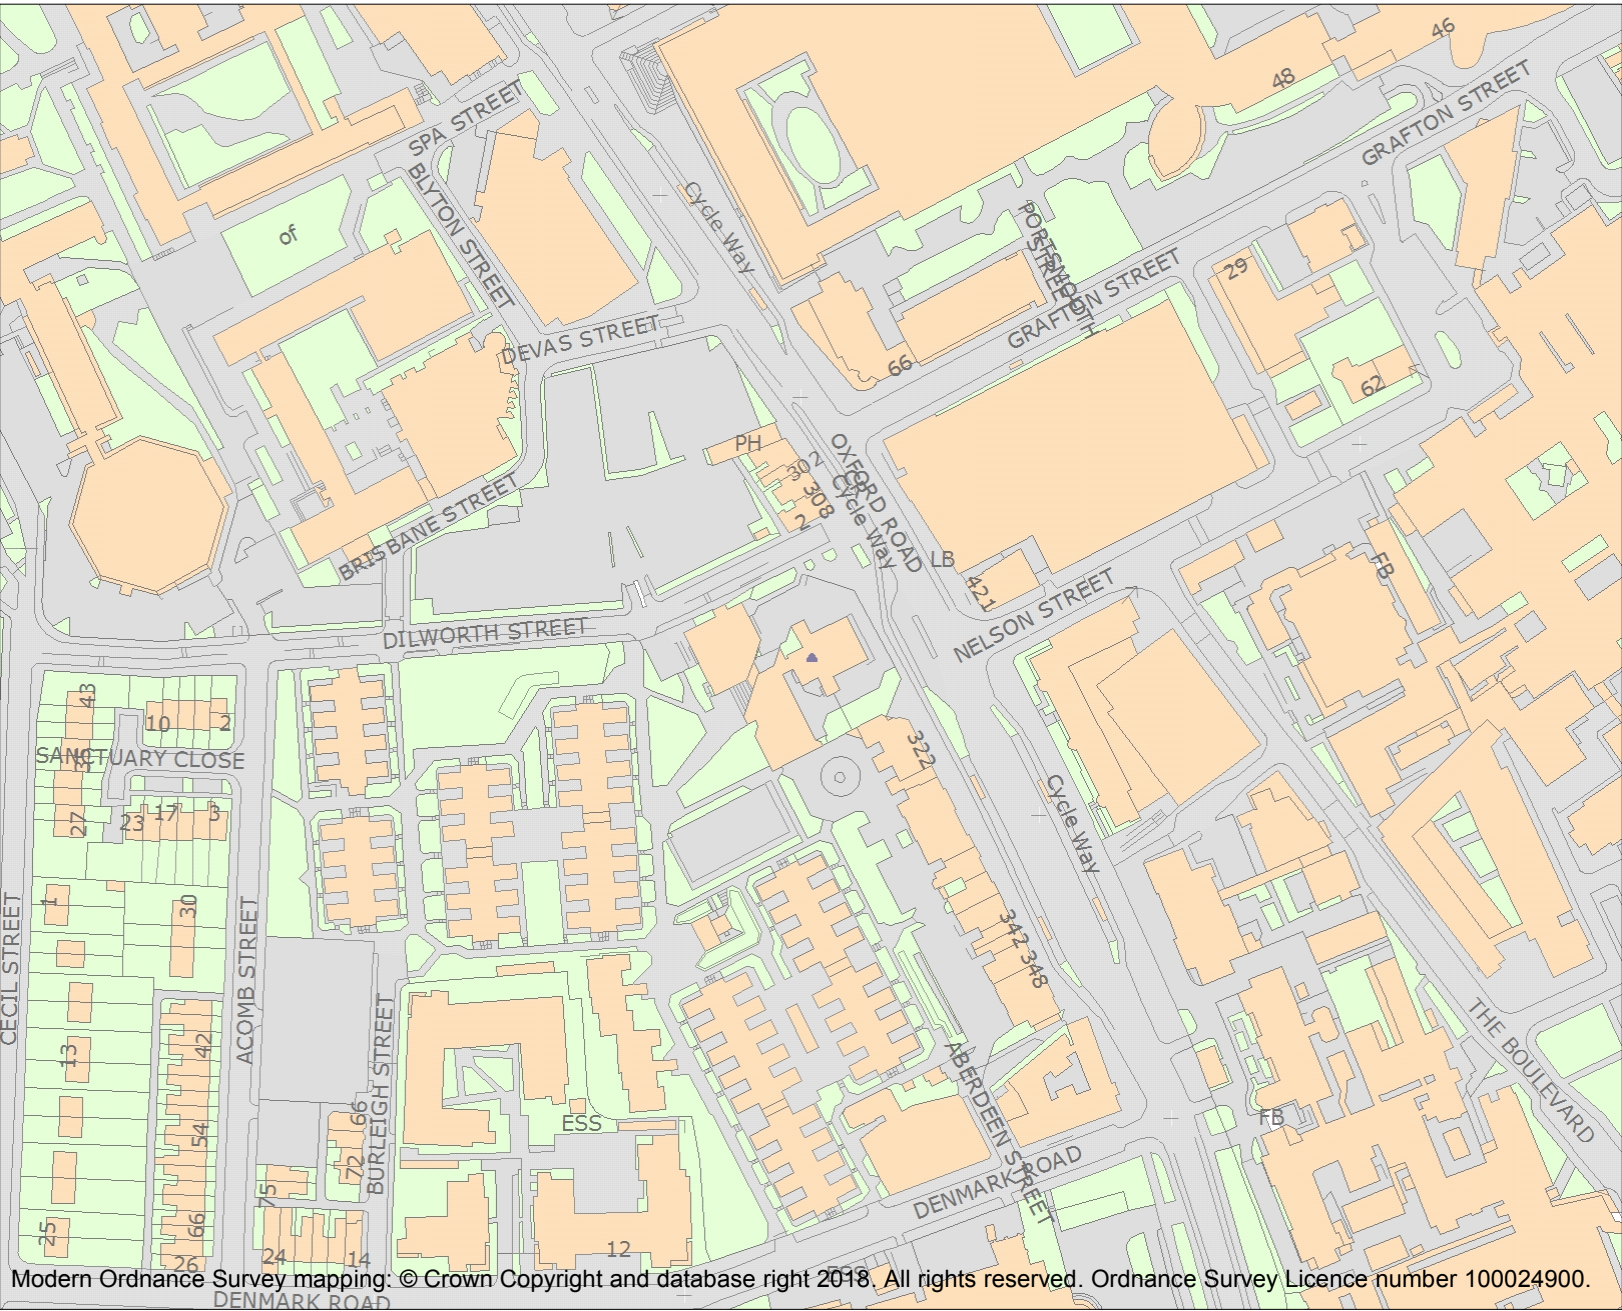 46
48
GRAFTON STREET
SPA STREET
BLYTON STREET
of
Cycle Way
PORTSMOUTH
STREET
GRAFTON STREET
29
DEVAS STREET
66
62
PH
302
308
2
OXFORD ROAD
Cycle Way
BRISBANE STREET
LB
FB
421
NELSON STREET
DILWORTH STREET
43
10
2
SANCTUARY CLOSE
322
Cycle Way
27
23
17
3
1
30
CECIL STREET
ACOMB STREET
342
348
BURLEIGH STREET
THE BOULEVARD
13
42
ABERDEEN STREET
ESS
66
54
72
75
FB
DENMARK ROAD
25
66
26
24
14
12
ESS
Modern Ordnance Survey mapping: © Crown Copyright and database right 2018. All rights reserved. Ordnance Survey Licence number 100024900.
DENMARK ROAD